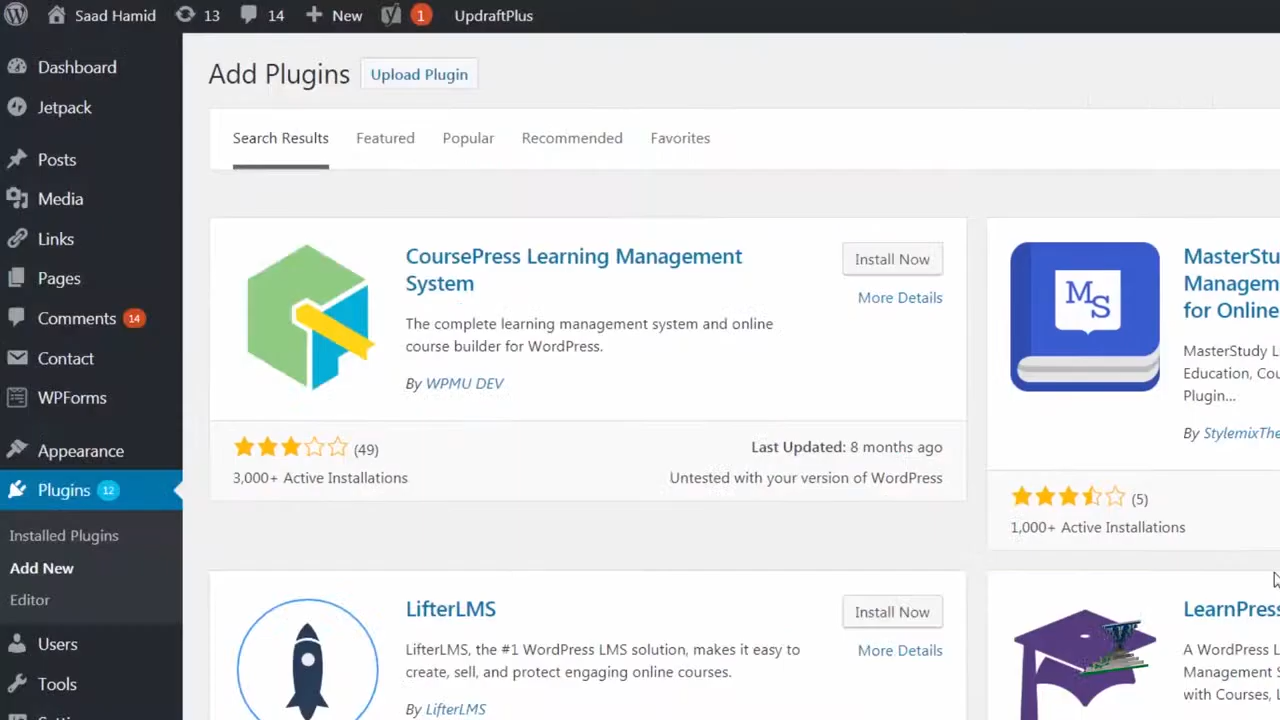 Saad Hamid 13 14 New 1 UpdraftPlus
Dashboard
Jetpack
Posts
Media
Links
Pages
Comments 14
Contact
WPForms
Appearance
Plugins 12
Installed Plugins
Add New
Editor
Users
Tools
Add Plugins Upload Plugin
Search Results Featured Popular Recommended Favorites
CoursePress Learning Management
System
Install Now
More Details
The complete learning management system and online
course builder for WordPress.
By WPMU DEV
(49)
3,000+ Active Installations
Last Updated: 8 months ago
Untested with your version of WordPress
MS
MasterStu
Managem
for Online
MasterStudy L
Education, Cou
Plugin...
By StylemixThe
(5)
1,000+ Active Installations
LifterLMS
Install Now
More Details
LifterLMS, the #1 WordPress LMS solution, makes it easy to
create, sell, and protect engaging online courses.
By LifterLMS
LearnPress
A WordPress L
Management S
with Courses, L